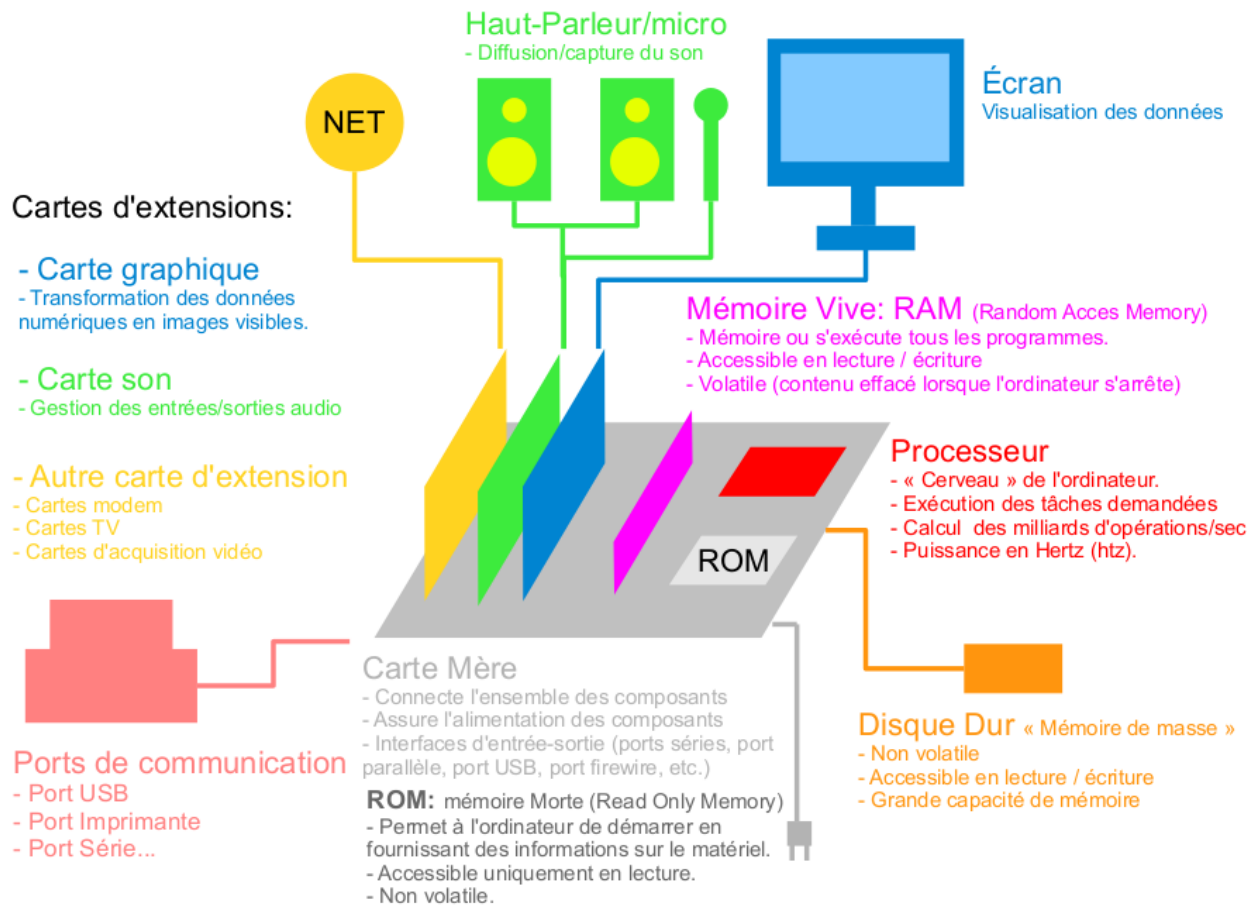 Haut-Parleur/micro
- Diffusion/capture du son
NET
Écran
Visualisation des données
Cartes d'extensions:
- Carte graphique
- Transformation des données
numériques en images visibles.
- Carte son
- Gestion des entrées/sorties audio
- Autre carte d'extension
- Cartes modem
- Cartes TV
- Cartes d'acquisition vidéo
Mémoire Vive: RAM (Random Acces Memory)
- Mémoire ou s'exécute tous les programmes.
- Accessible en lecture / écriture
- Volatile (contenu effacé lorsque l'ordinateur s'arrête)
Processeur
- « Cerveau » de l'ordinateur.
- Exécution des tâches demandées
- Calcul des milliards d'opérations/sec
- Puissance en Hertz (htz).
ROM
Carte Mère
- Connecte l'ensemble des composants
- Assure l'alimentation des composants
- Interfaces d'entrée-sortie (ports séries, port
parallèle, port USB, port firewire, etc.)
ROM: mémoire Morte (Read Only Memory)
- Permet à l'ordinateur de démarrer en
fournissant des informations sur le matériel.
- Accessible uniquement en lecture.
- Non volatile.
Disque Dur « Mémoire de masse »
- Non volatile
- Accessible en lecture / écriture
- Grande capacité de mémoire
Ports de communication
- Port USB
- Port Imprimante
- Port Série...